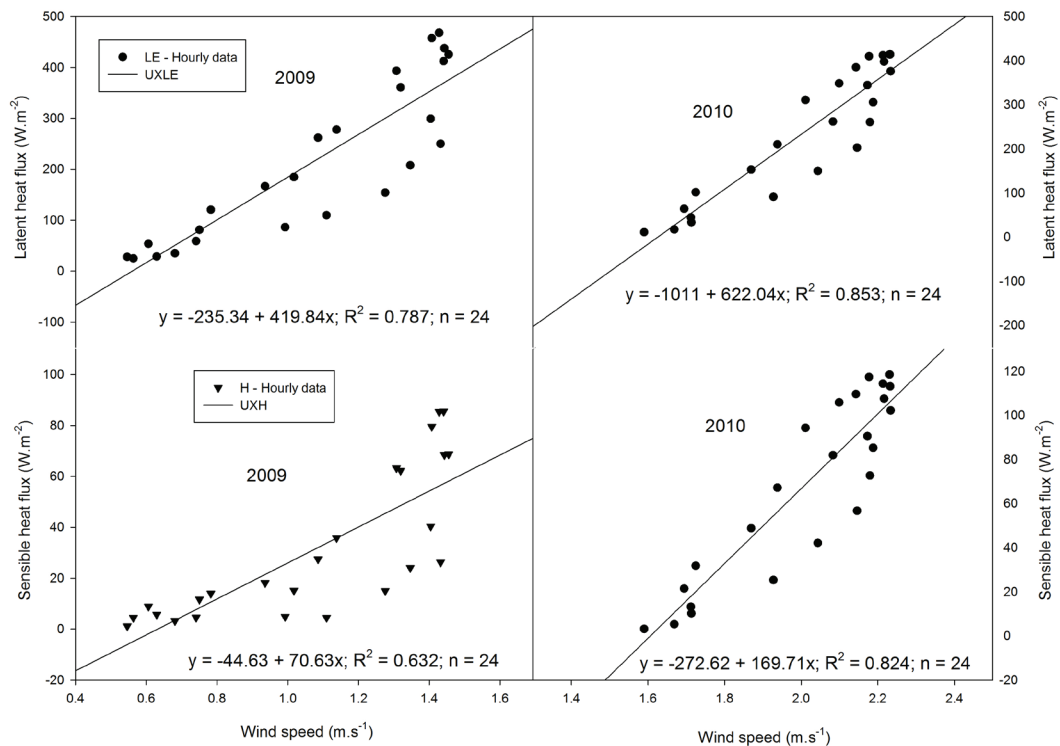 500
400
300
200
100
0
-100
Latent heat flux (W.m⁻²)
LE - Hourly data
UXLE
2009
y = -235.34 + 419.84x; R² = 0.787; n = 24
2010
y = -1011 + 622.04x; R² = 0.853; n = 24
500
400
300
200
100
0
-100
-200
Latent heat flux (W.m⁻²)
100
80
60
40
20
0
-20
Sensible heat flux (W.m⁻²)
H - Hourly data
UXH
2009
y = -44.63 + 70.63x; R² = 0.632; n = 24
2010
y = -272.62 + 169.71x; R² = 0.824; n = 24
120
100
80
60
40
20
0
-20
Sensible heat flux (W.m⁻²)
0.4 0.6 0.8 1.0 1.2 1.4 1.6
1.4 1.6 1.8 2.0 2.2 2.4
Wind speed (m.s⁻¹)
Wind speed (m.s⁻¹)